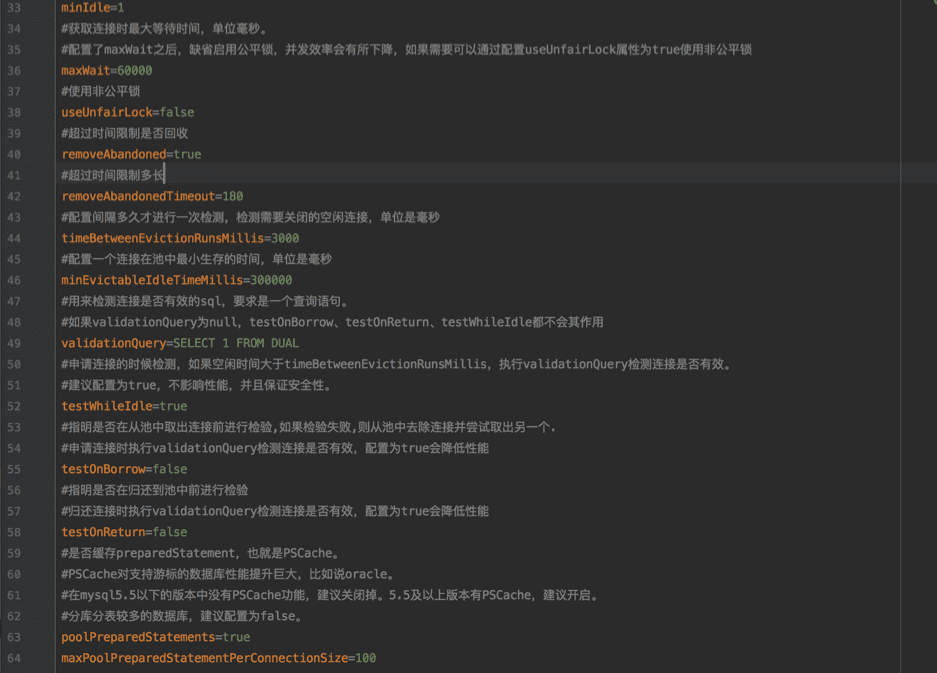 33 minIdle=1
34 #获取连接时最大等待时间，单位毫秒。
35 #配置了maxWait之后，缺省启用公平锁，并发效率会有所下降，如果需要可以通过配置useUnfairLock属性为true使用非公平锁
36 maxWait=60000
37 #使用非公平锁
38 useUnfairLock=false
39 #超过时间限制是否回收
40 removeAbandoned=true
41 #超过时间限制多长
42 removeAbandonedTimeout=180
43 #配置间隔多久才进行一次检测，检测需要关闭的空闲连接，单位是毫秒
44 timeBetweenEvictionRunsMillis=3000
45 #配置一个连接在池中最小生存的时间，单位是毫秒
46 minEvictableIdleTimeMillis=300000
47 #用来检测连接是否有效的sql，要求是一个查询语句。
48 #如果validationQuery为null，testOnBorrow、testOnReturn、testWhileIdle都不会其作用
49 validationQuery=SELECT 1 FROM DUAL
50 #申请连接的时候检测，如果空闲时间大于timeBetweenEvictionRunsMillis，执行validationQuery检测连接是否有效。
51 #建议配置为true，不影响性能，并且保证安全性。
52 testWhileIdle=true
53 #指明是否在从池中取出连接前进行检验,如果检验失败,则从池中去除连接并尝试取出另一个.
54 #申请连接时执行validationQuery检测连接是否有效，配置为true会降低性能
55 testOnBorrow=false
56 #指明是否在归还到池中前进行检验
57 #归还连接时执行validationQuery检测连接是否有效，配置为true会降低性能
58 testOnReturn=false
59 #是否缓存preparedStatement，也就是PSCache。
60 #PSCache对支持游标的数据库性能提升巨大，比如说oracle。
61 #在mysql5.5以下的版本中没有PSCache功能，建议关闭掉。5.5及以上版本有PSCache，建议开启。
62 #分库分表较多的数据库，建议配置为false。
63 poolPreparedStatements=true
64 maxPoolPreparedStatementPerConnectionSize=100